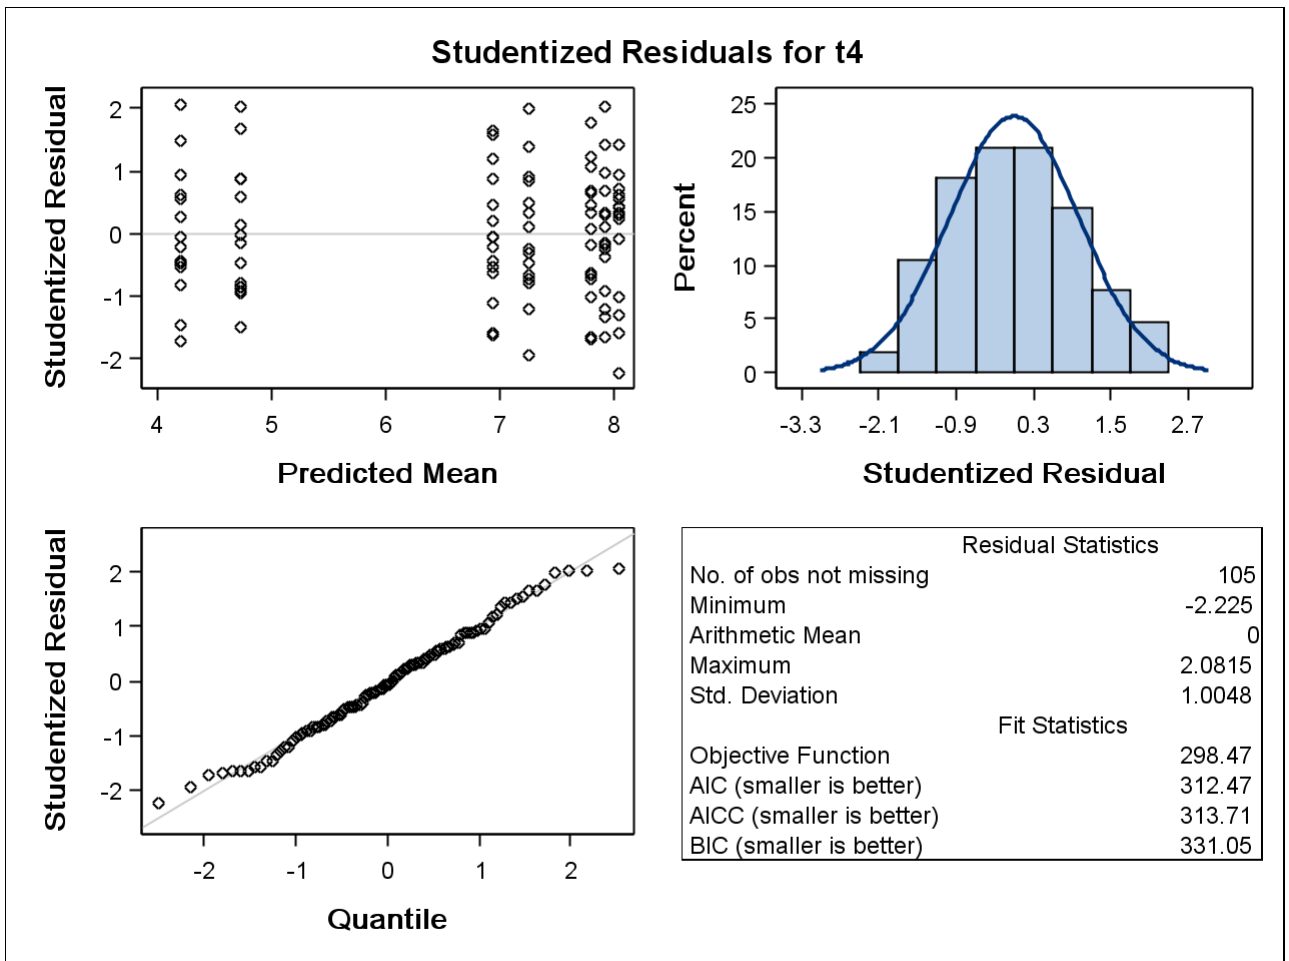 Studentized Residuals for t4
Studentized Residual
2
1
0
-1
-2
4 5 6 7 8
Predicted Mean
Percent
25
20
15
10
5
0
-3.3 -2.1 -0.9 0.3 1.5 2.7
Studentized Residual
Studentized Residual
2
1
0
-1
-2
-2 -1 0 1 2
Quantile
Residual Statistics
No. of obs not missing 105
Minimum -2.225
Arithmetic Mean 0
Maximum 2.0815
Std. Deviation 1.0048
Fit Statistics
Objective Function 298.47
AIC (smaller is better) 312.47
AICC (smaller is better) 313.71
BIC (smaller is better) 331.05